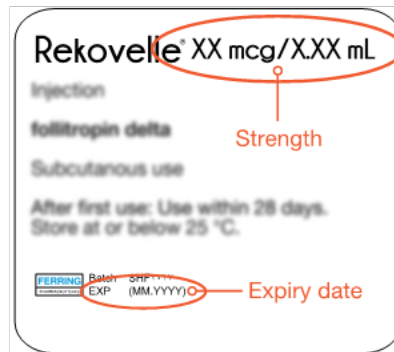 Rekovelle® XX mcg/X.XX mL
Injection
follitropin delta
Strength
Subcutanous use
After first use: Use within 28 days.
Store at or below 25 °C.
FERRING
Batch
EXP (MM.YYYY)
Expiry date